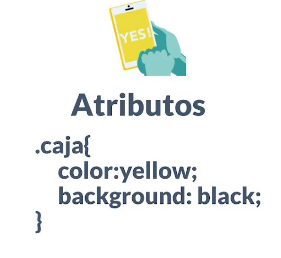 YES!
Atributos
.caja{
color:yellow;
background: black;
}